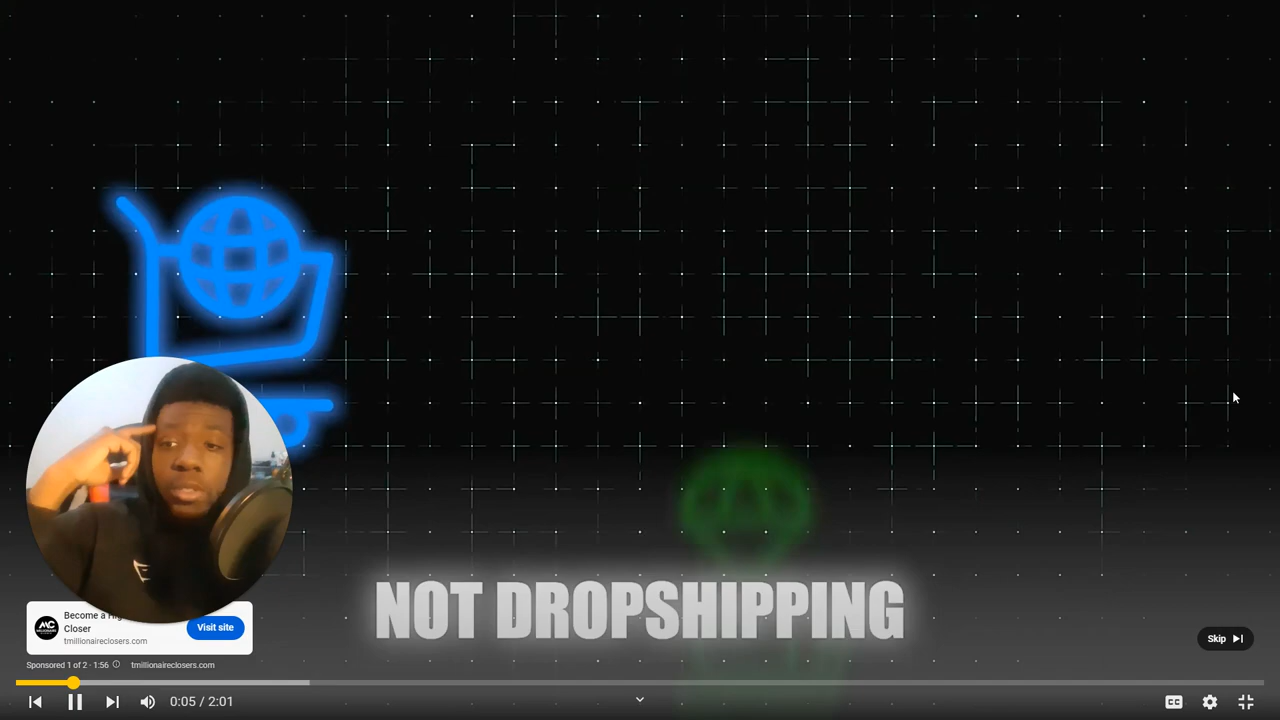 NOT DROPSHIPPING
Become a
Closer
tmillionaireclosers.com
Visit site
Skip
Sponsored 1 of 2 · 1:56
tmillionaireclosers.com
0:05 / 2:01
CC